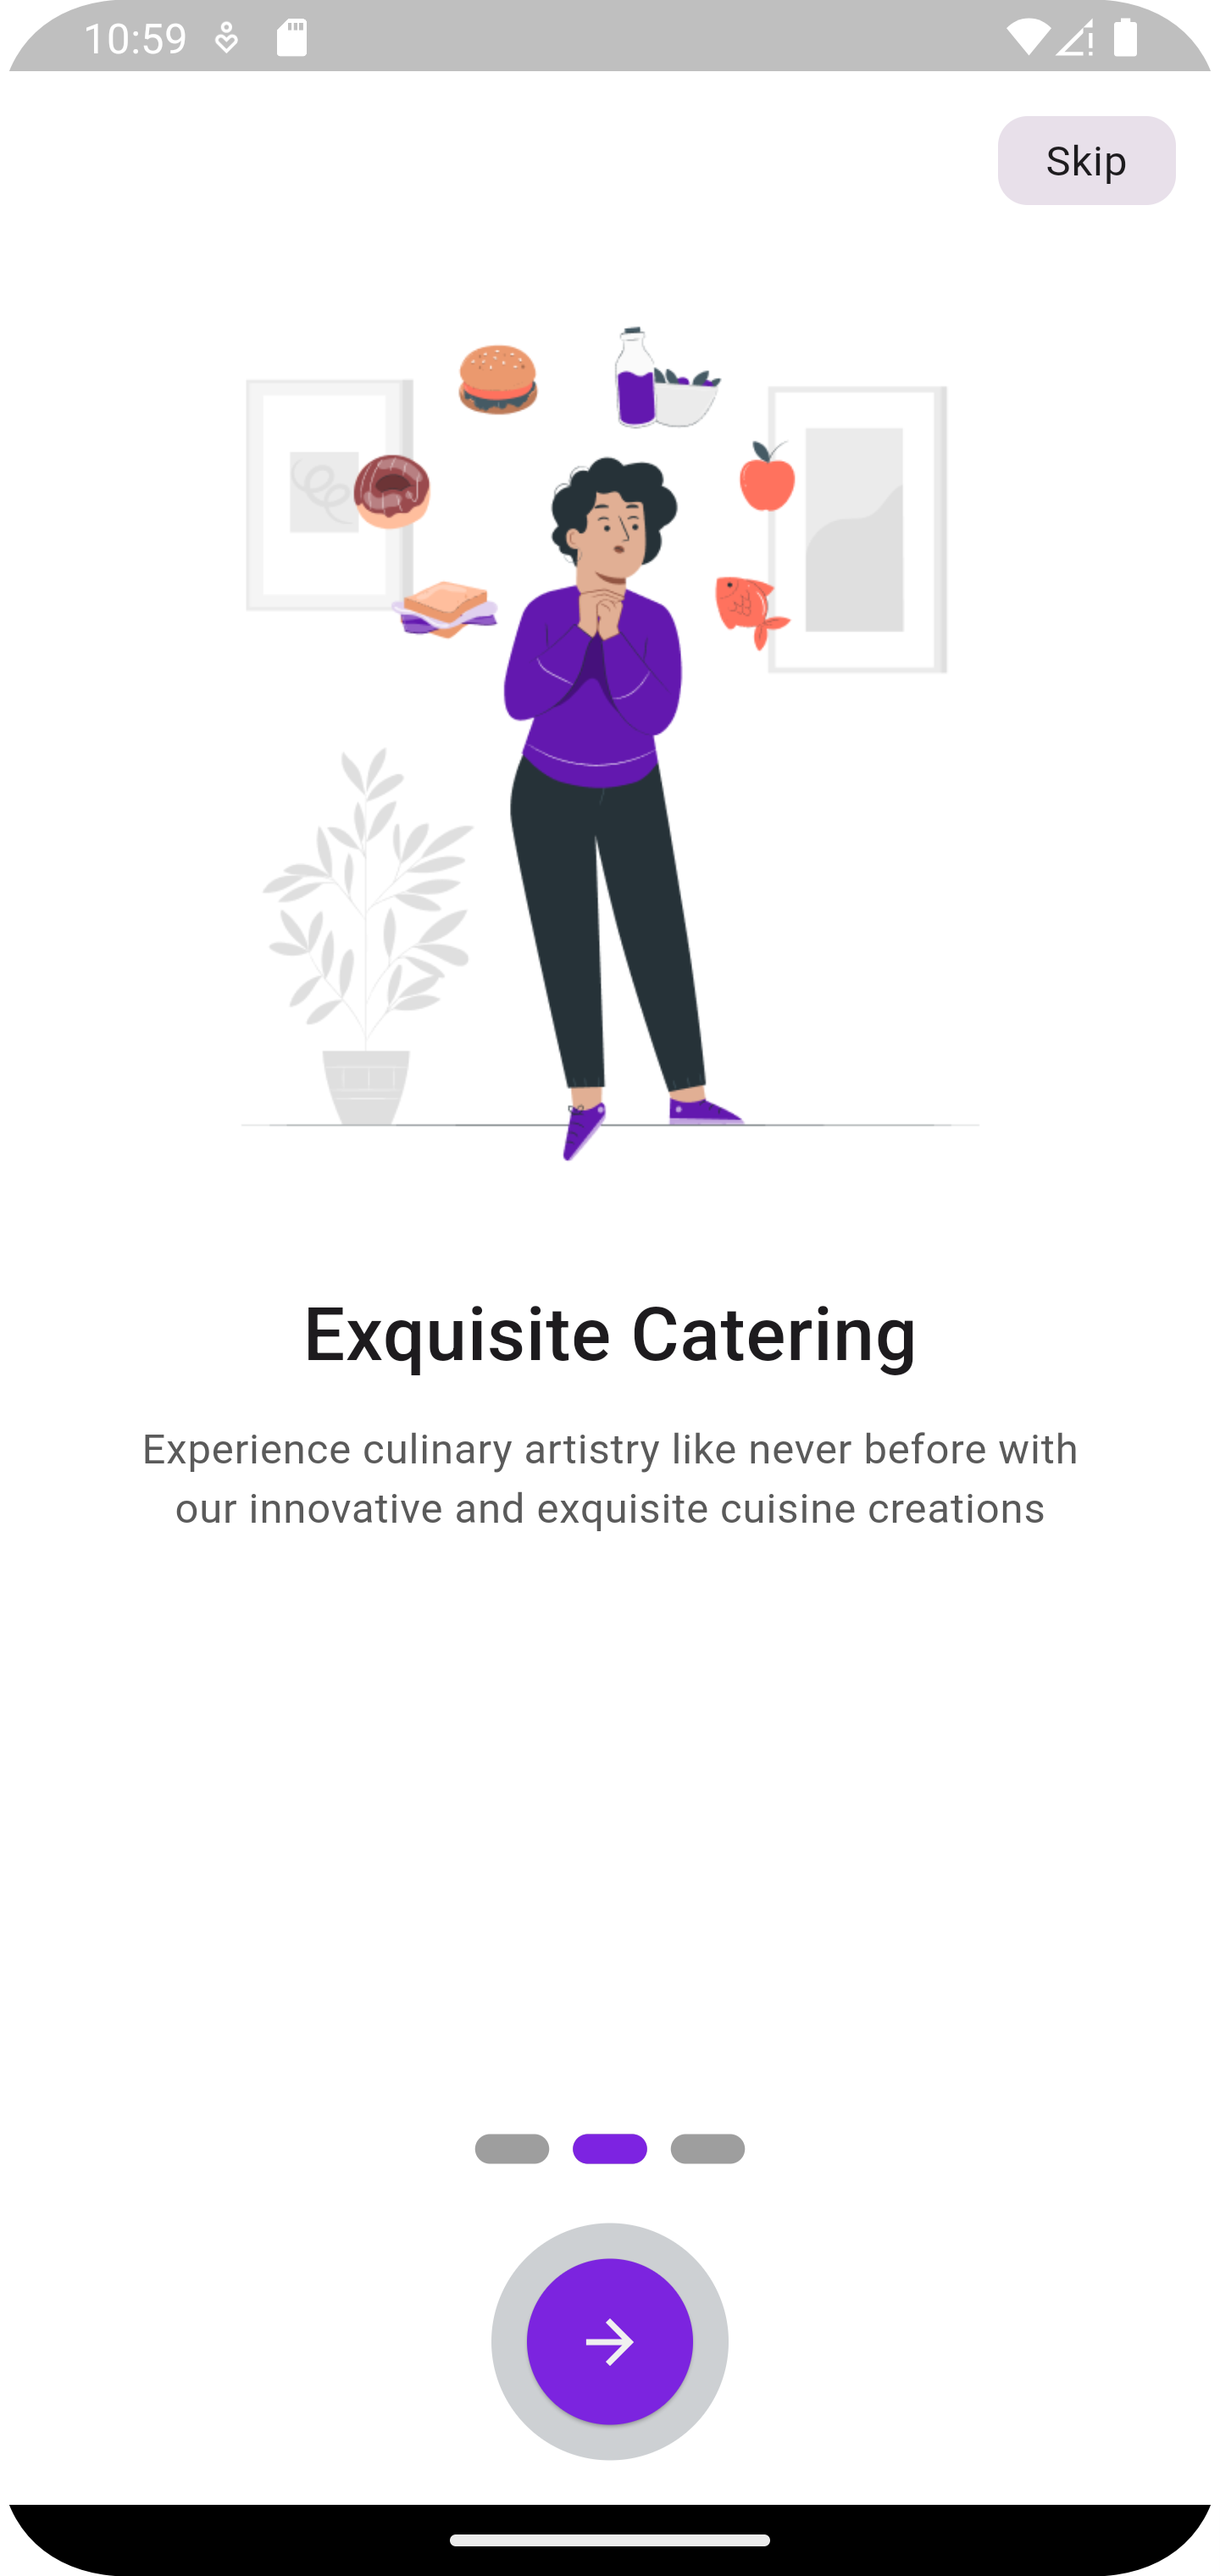 10:59
Skip
Exquisite Catering
Experience culinary artistry like never before with
our innovative and exquisite cuisine creations